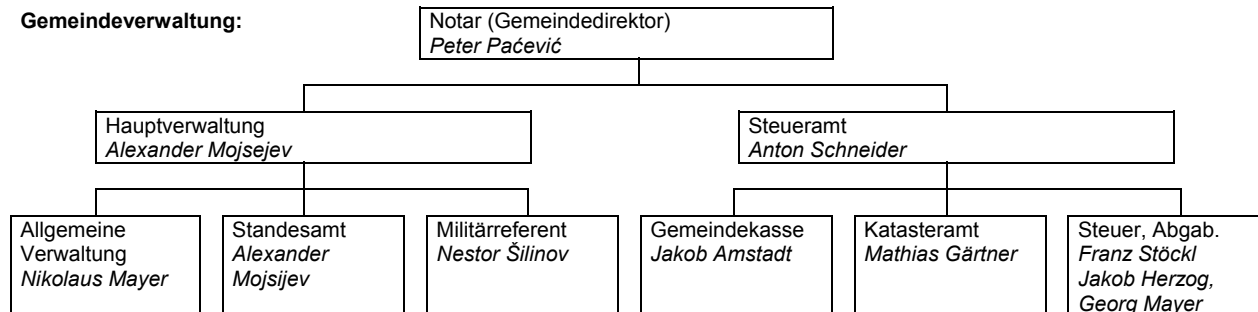 Gemeindeverwaltung:
Notar (Gemeindedirektor)
Peter Paćević
Hauptverwaltung
Alexander Mojsejev
Steueramt
Anton Schneider
Allgemeine
Verwaltung
Nikolaus Mayer
Standesamt
Alexander
Mojsijev
Militärreferent
Nestor Šilinov
Gemeindekasse
Jakob Amstadt
Katasteramt
Mathias Gärtner
Steuer, Abgab.
Franz Stöckl
Jakob Herzog,
Georg Mayer